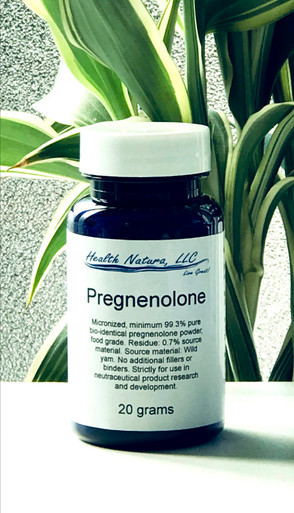 Health Natura, LLC
Live Great!
Pregnenolone
Micronized, minimum 99.3% pure
bio-identical pregnenolone powder,
food grade. Residue: 0.7% source
material. Source material: Wild
yam. No additional fillers or
binders. Strictly for use in
neutraceutical product research
and development.
20 grams